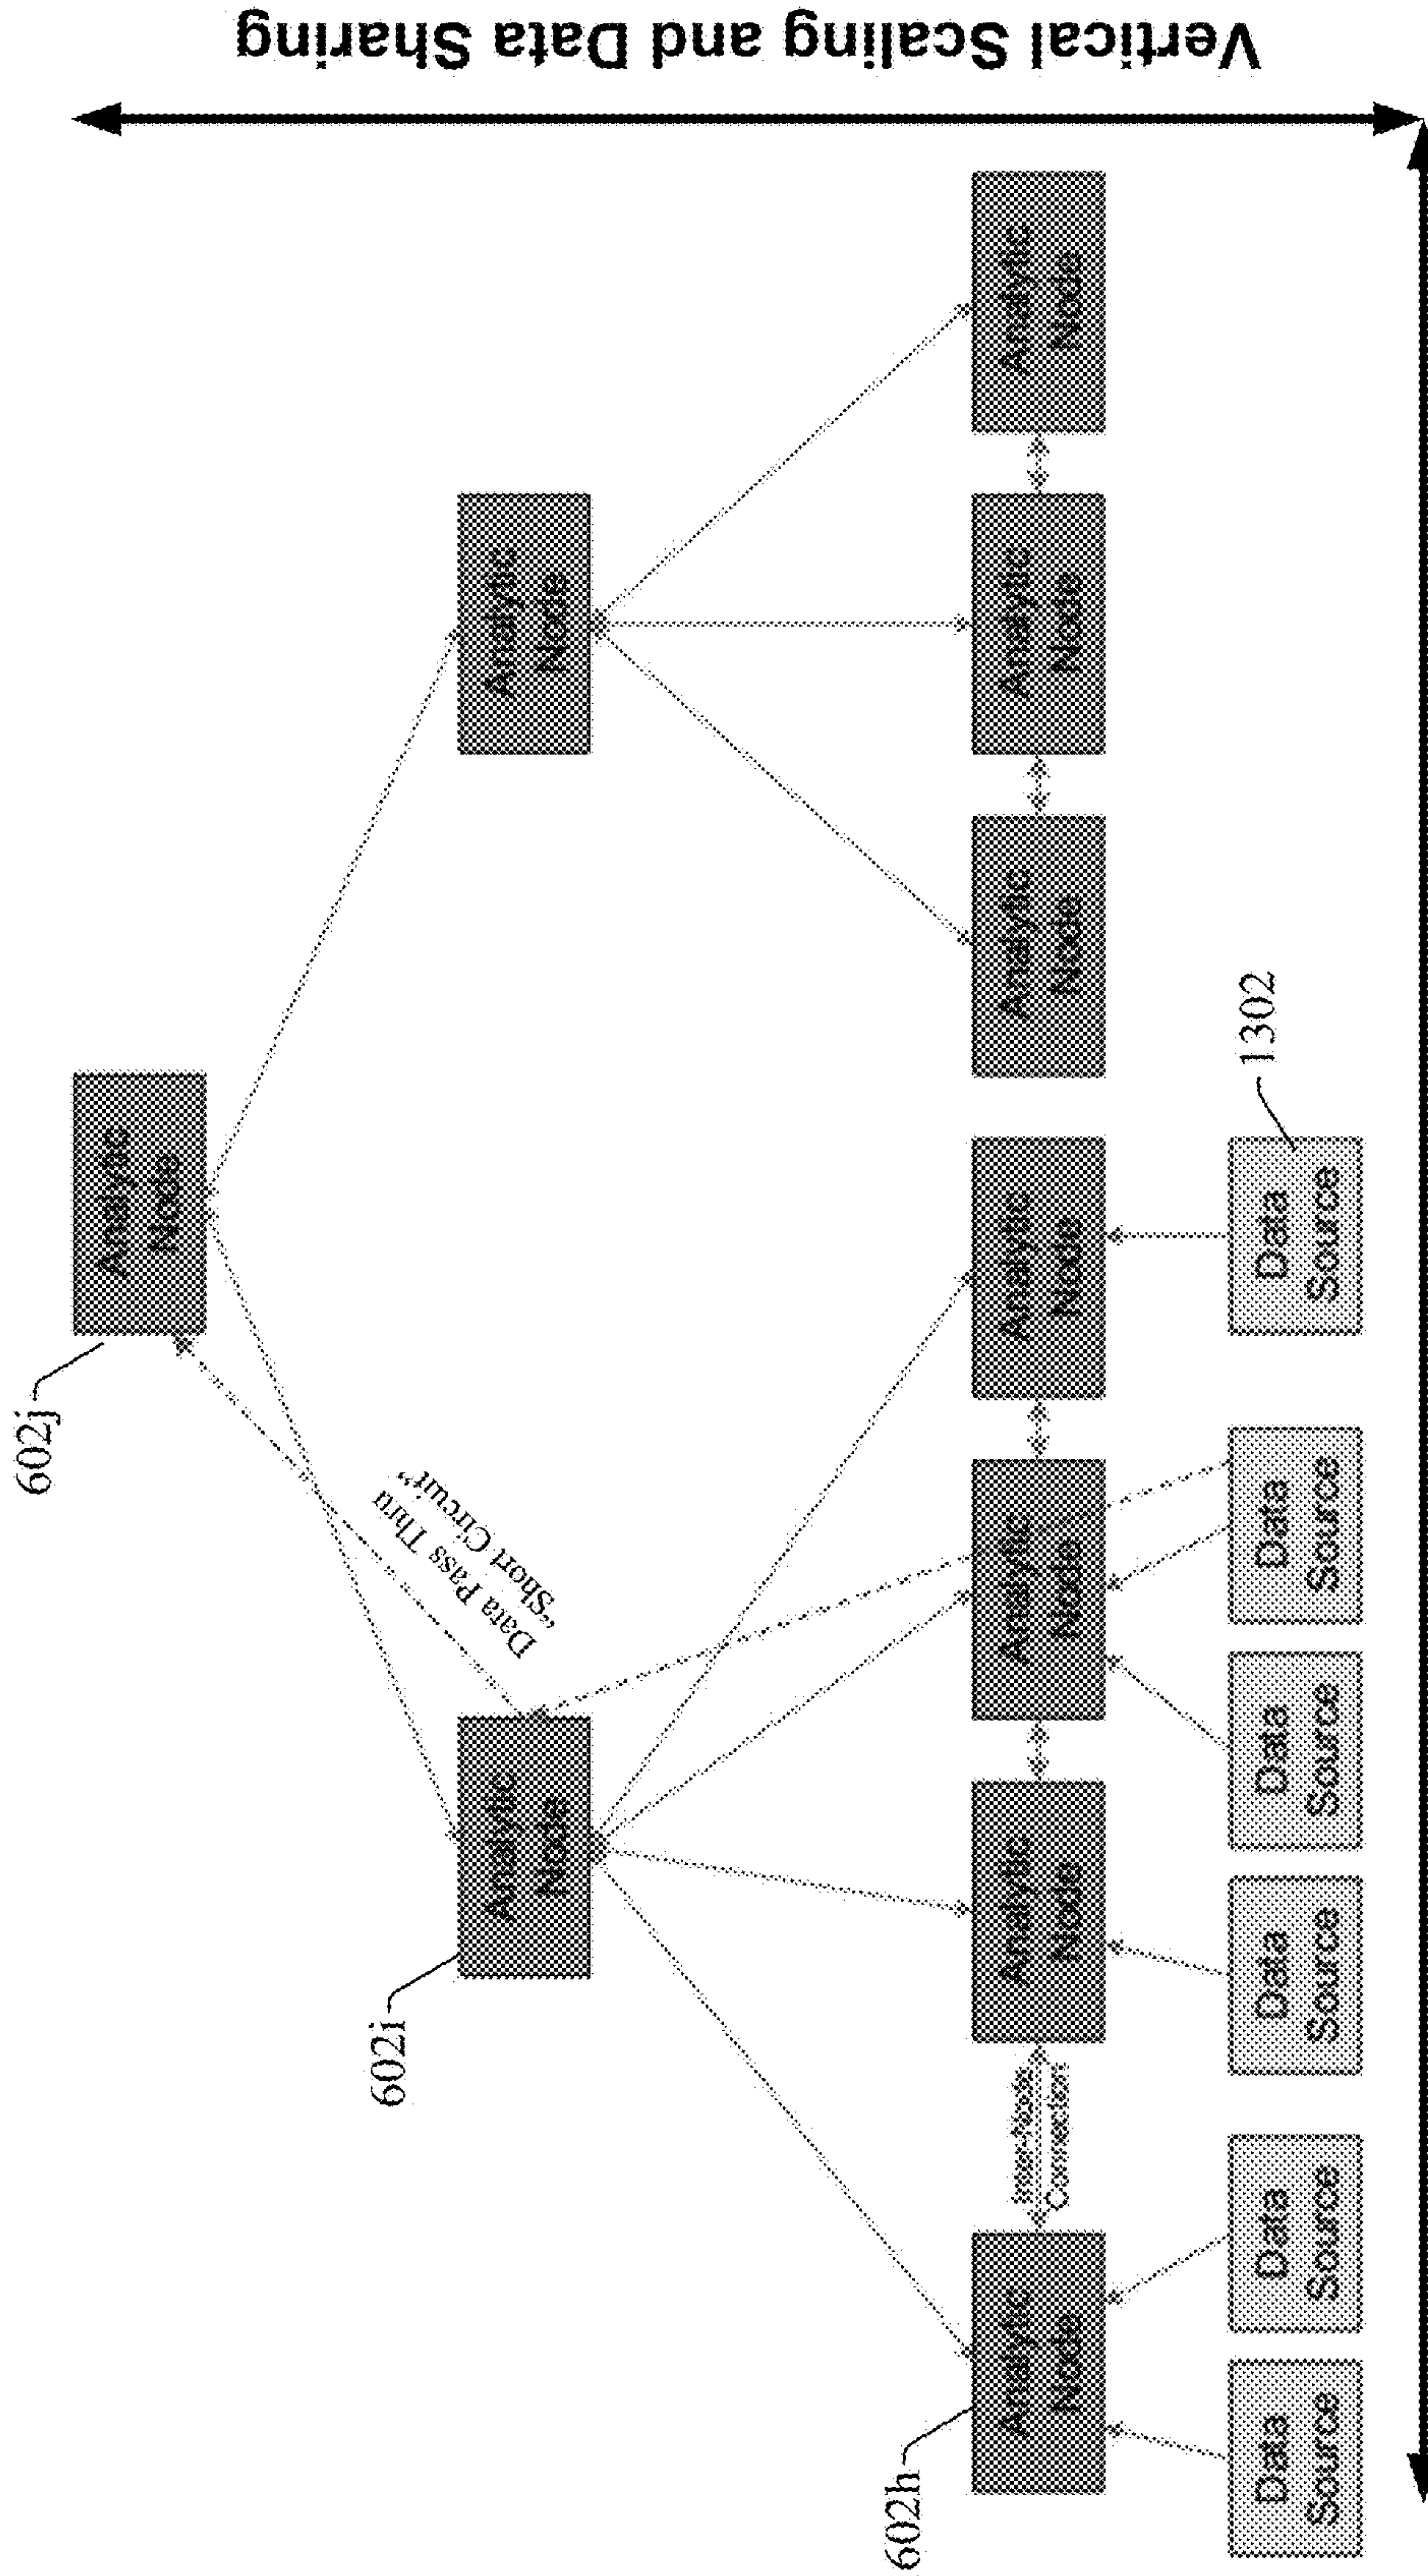 Vertical Scaling and Data Sharing
602j
Analytic
Node
Data Pass Thru
“Short Circuit”
602i
Analytic
Node
Analytic
Node
602h
Analytic
Node
Inter-Node
Connection
Analytic
Node
Analytic
Node
Analytic
Node
Analytic
Node
Analytic
Node
Analytic
Node
Data
Source
Data
Source
Data
Source
Data
Source
Data
Source
Data
Source
1302